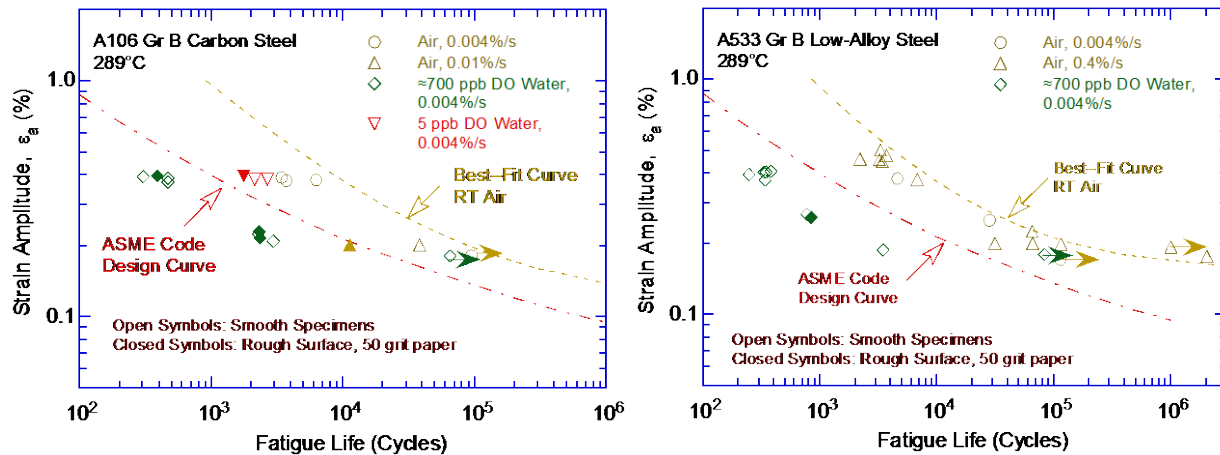 A106 Gr B Carbon Steel
289°C
Air, 0.004%/s
Air, 0.01%/s
≈700 ppb DO Water,
0.004%/s
5 ppb DO Water,
0.004%/s
1.0
0.1
Strain Amplitude, εa (%)
Best–Fit Curve
RT Air
ASME Code
Design Curve
Open Symbols: Smooth Specimens
Closed Symbols: Rough Surface, 50 grit paper
10² 10³ 10⁴ 10⁵ 10⁶
Fatigue Life (Cycles)
A533 Gr B Low-Alloy Steel
289°C
Air, 0.004%/s
Air, 0.4%/s
≈700 ppb DO Water,
0.004%/s
1.0
0.1
Strain Amplitude, εa (%)
Best–Fit Curve
RT Air
ASME Code
Design Curve
Open Symbols: Smooth Specimens
Closed Symbols: Rough Surface, 50 grit paper
10² 10³ 10⁴ 10⁵ 10⁶
Fatigue Life (Cycles)